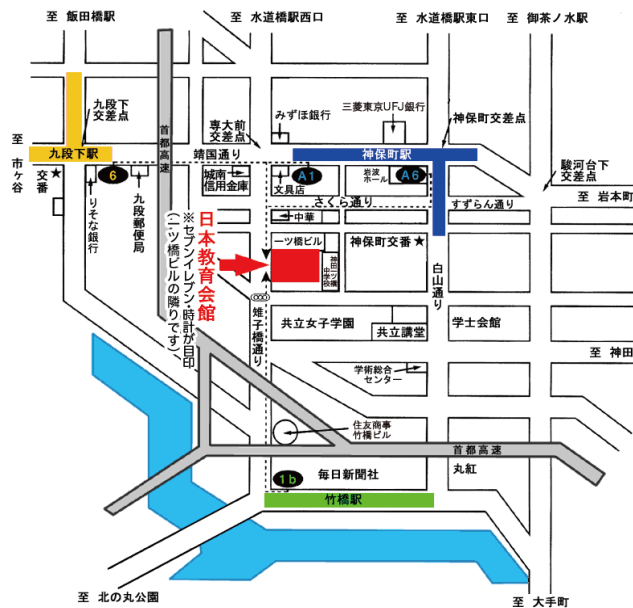 至 飯田橋駅
至 水道橋駅西口
至 水道橋駅東口
至 御茶ノ水駅
首都高速
九段下
交差点
みずほ銀行
三菱東京UFJ銀行
専大前
交差点
神保町交差点
至 市ヶ谷
九段下駅
靖国通り
神保町駅
駿河台下
交差点
交番★
6
城南
信用金庫
A1
文具店
岩波
ホール
A6
りそな銀行
九段郵便局
さくら通り
すずらん通り
至 岩本町
中華
日本教育会館
※セブンイレブン・時計が目印
(一ツ橋ビルの隣りです)
一ツ橋ビル
神保町交番★
神田一ツ橋
中学校
白山通り
雉子橋通り
共立女子学園
共立講堂
学士会館
至 神田
学術総合
センター
住友商事
竹橋ビル
首都高速
1b
毎日新聞社
丸紅
竹橋駅
至 北の丸公園
至 大手町